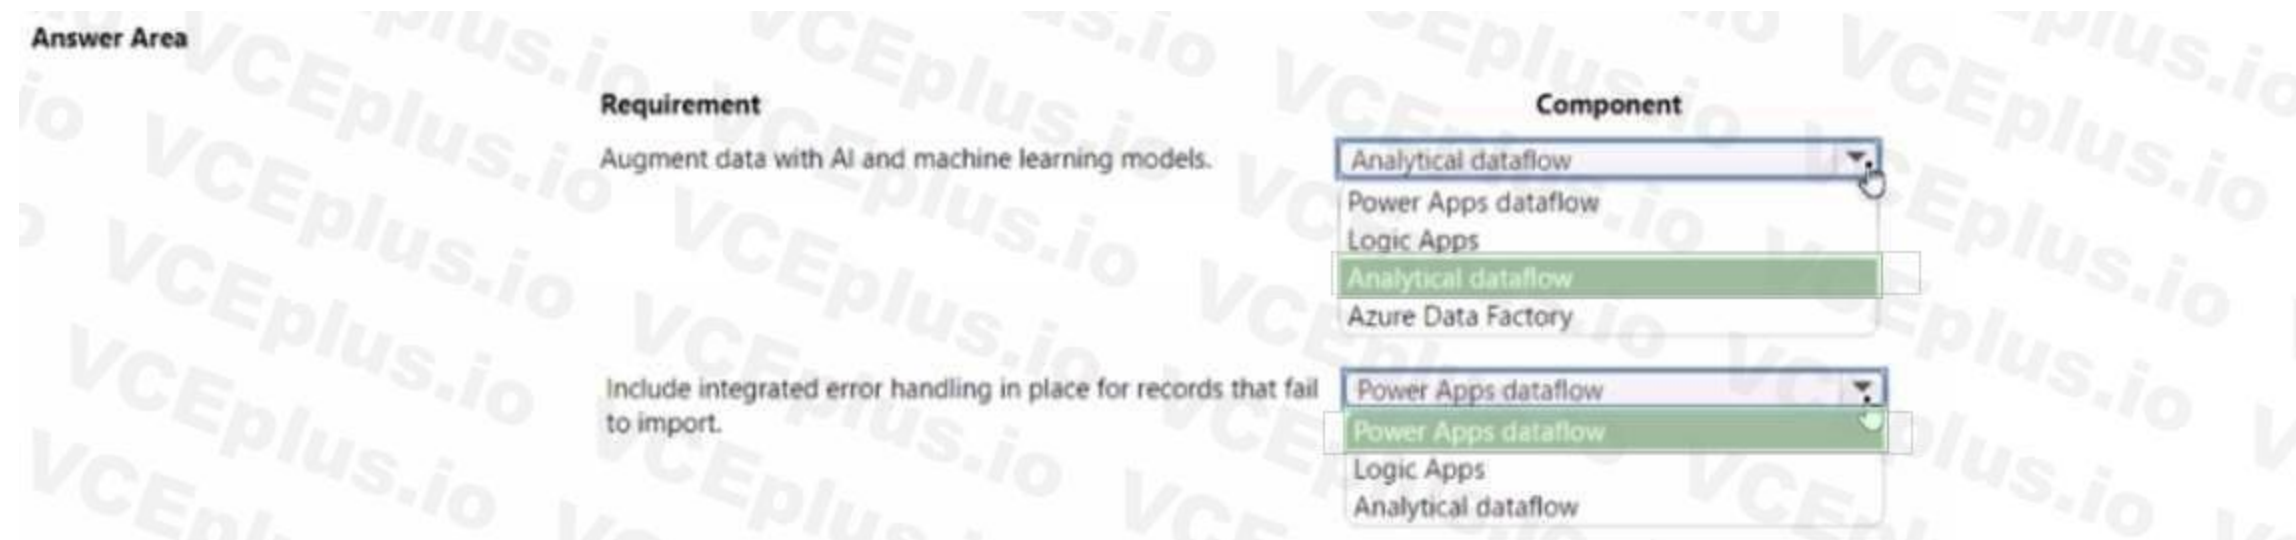 Answer Area
Requirement
Component
Augment data with AI and machine learning models.
Analytical dataflow
Power Apps dataflow
Logic Apps
Analytical dataflow
Azure Data Factory
Include integrated error handling in place for records that fail
to import.
Power Apps dataflow
Power Apps dataflow
Logic Apps
Analytical dataflow
VCEplus.io